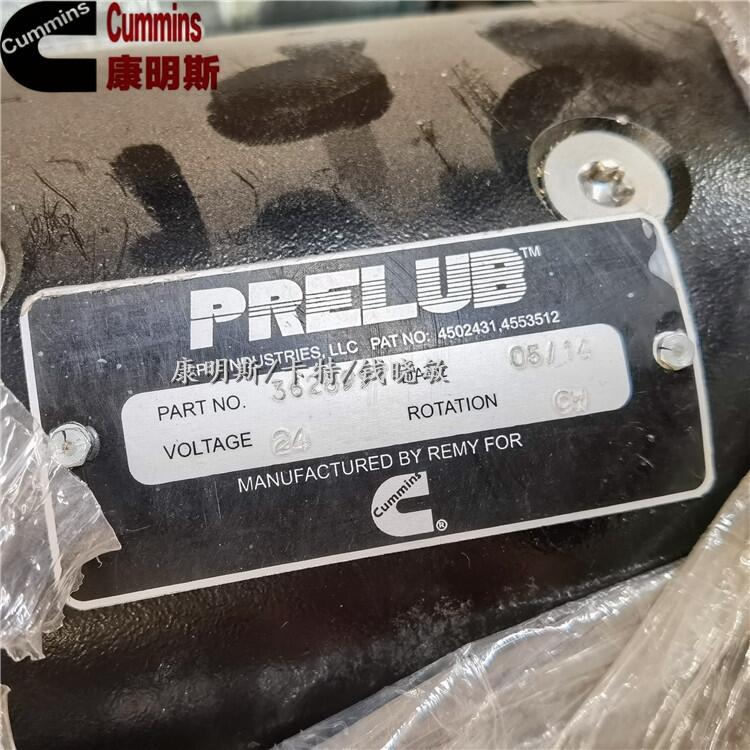 Cummins
Cummins
康明斯
PRELUB™
INDUSTRIES, LLC PAT NO: 4502431,4553512
康明斯/卡特/钱晓敏
PART NO. 05/14
VOLTAGE 24 ROTATION CW
MANUFACTURED BY REMY FOR
Cummins
®